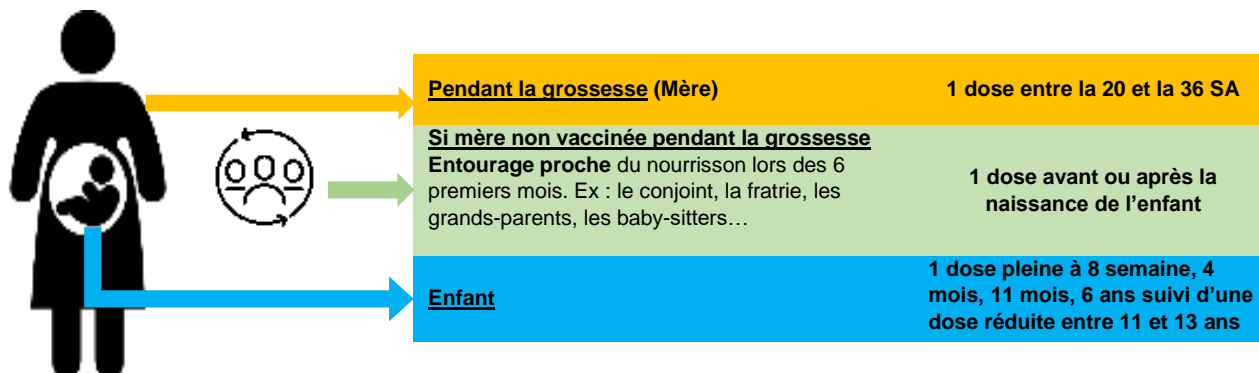 Pendant la grossesse (Mère)
1 dose entre la 20 et la 36 SA
Si mère non vaccinée pendant la grossesse
Entourage proche du nourrisson lors des 6
premiers mois. Ex : le conjoint, la fratrie, les
grands-parents, les baby-sitters…
1 dose avant ou après la
naissance de l’enfant
Enfant
1 dose pleine à 8 semaine, 4
mois, 11 mois, 6 ans suivi d’une
dose réduite entre 11 et 13 ans